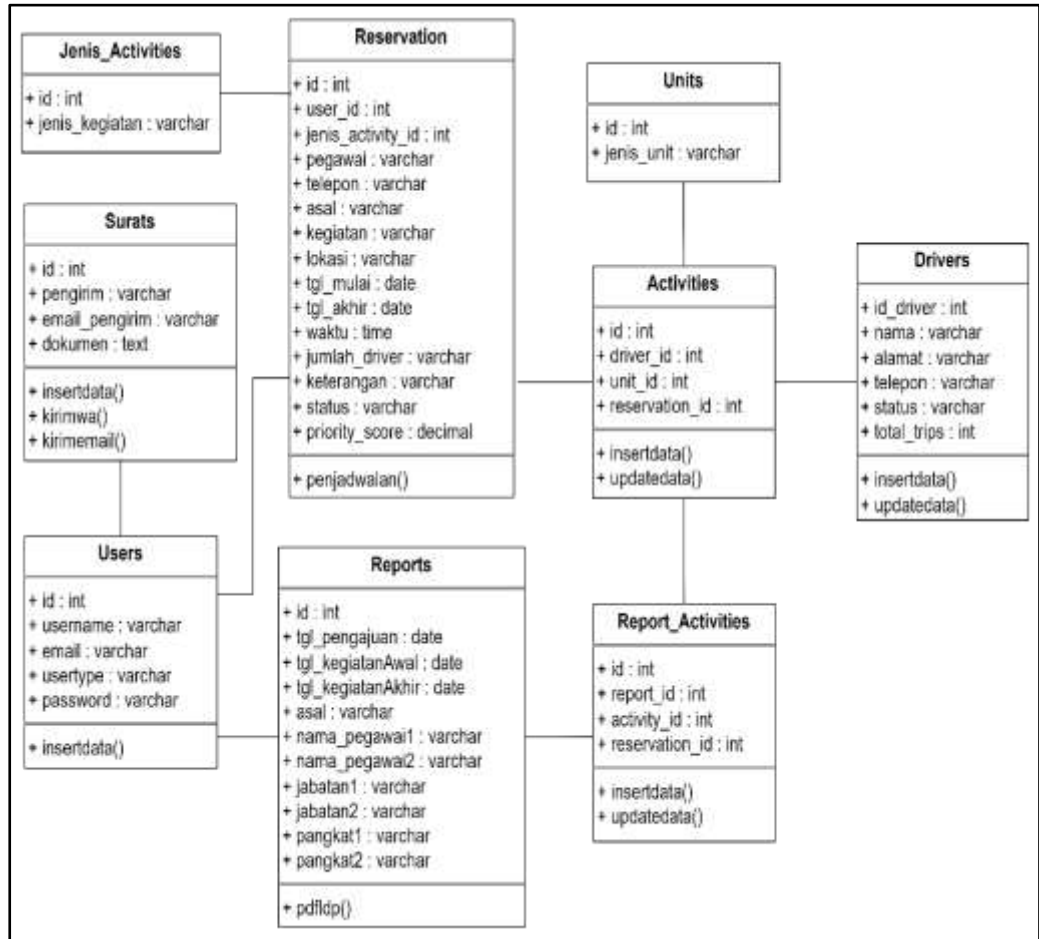 Jenis_Activities
+ id : int
+ jenis_kegiatan : varchar
Reservation
+ id : int
+ user_id : int
+ jenis_activity_id : int
+ pegawai : varchar
+ telepon : varchar
+ asal : varchar
+ kegiatan : varchar
+ lokasi : varchar
+ tgl_mulai : date
+ tgl_akhir : date
+ waktu : time
+ jumlah_driver : varchar
+ keterangan : varchar
+ status : varchar
+ priority_score : decimal
+ penjadwalan()
Units
+ id : int
+ jenis_unit : varchar
Surats
+ id : int
+ pengirim : varchar
+ email_pengirim : varchar
+ dokumen : text
+ insertdata()
+ kirimwa()
+ kirimemail()
Activities
+ id : int
+ driver_id : int
+ unit_id : int
+ reservation_id : int
+ insertdata()
+ updatedata()
Drivers
+ id_driver : int
+ nama : varchar
+ alamat : varchar
+ telepon : varchar
+ status : varchar
+ total_trips : int
+ insertdata()
+ updatedata()
Users
+ id : int
+ username : varchar
+ email : varchar
+ usertype : varchar
+ password : varchar
+ insertdata()
Reports
+ id : int
+ tgl_pengajuan : date
+ tgl_kegiatanAwal : date
+ tgl_kegiatanAkhir : date
+ asal : varchar
+ nama_pegawai1 : varchar
+ nama_pegawai2 : varchar
+ jabatan1 : varchar
+ jabatan2 : varchar
+ pangkat1 : varchar
+ pangkat2 : varchar
+ pdfldp()
Report_Activities
+ id : int
+ report_id : int
+ activity_id : int
+ reservation_id : int
+ insertdata()
+ updatedata()